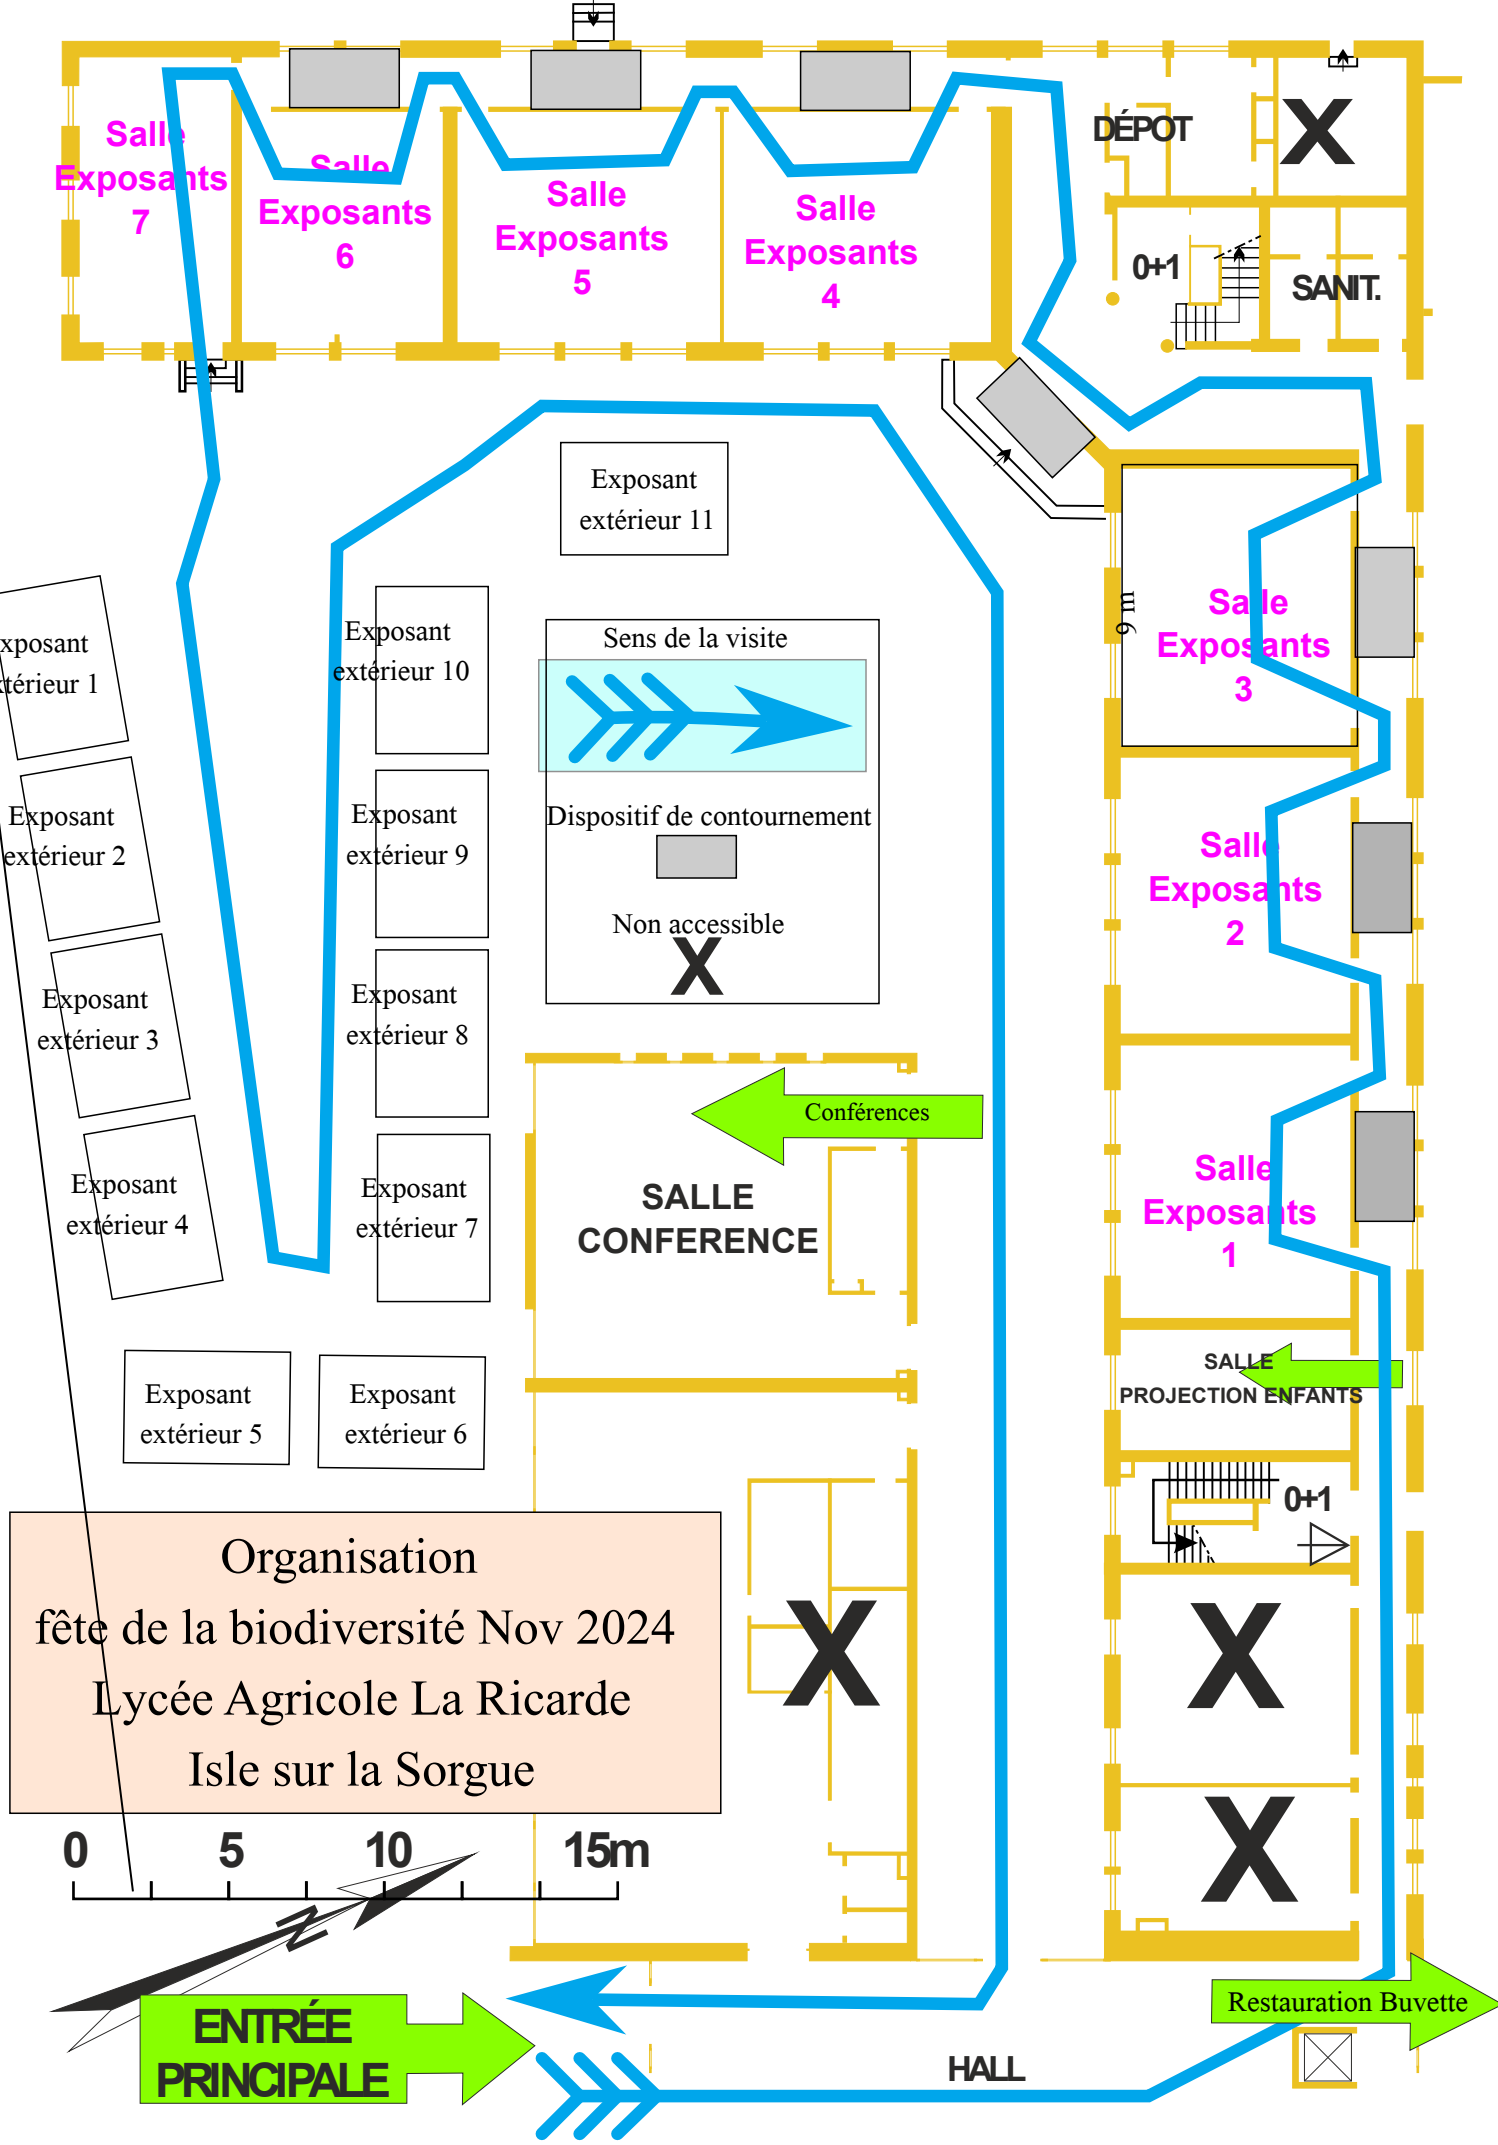 DÉPOT
X
Salle
Exposants
7
Salle
Exposants
6
Salle
Exposants
5
Salle
Exposants
4
0+1
SANIT.
Exposant
extérieur 11
9 m
Salle
Exposants
3
xposant
térieur 1
Exposant
extérieur 10
Sens de la visite
Exposant
extérieur 2
Exposant
extérieur 9
Dispositif de contournement
Salle
Exposants
2
Non accessible
X
Exposant
extérieur 3
Exposant
extérieur 8
Conférences
SALLE
CONFERENCE
Salle
Exposants
1
Exposant
extérieur 4
Exposant
extérieur 7
SALLE
PROJECTION ENFANTS
Exposant
extérieur 5
Exposant
extérieur 6
0+1
Organisation
fête de la biodiversité Nov 2024
Lycée Agricole La Ricarde
Isle sur la Sorgue
X
X
X
0 5 10 15m
N
ENTRÉE
PRINCIPALE
Restauration Buvette
HALL